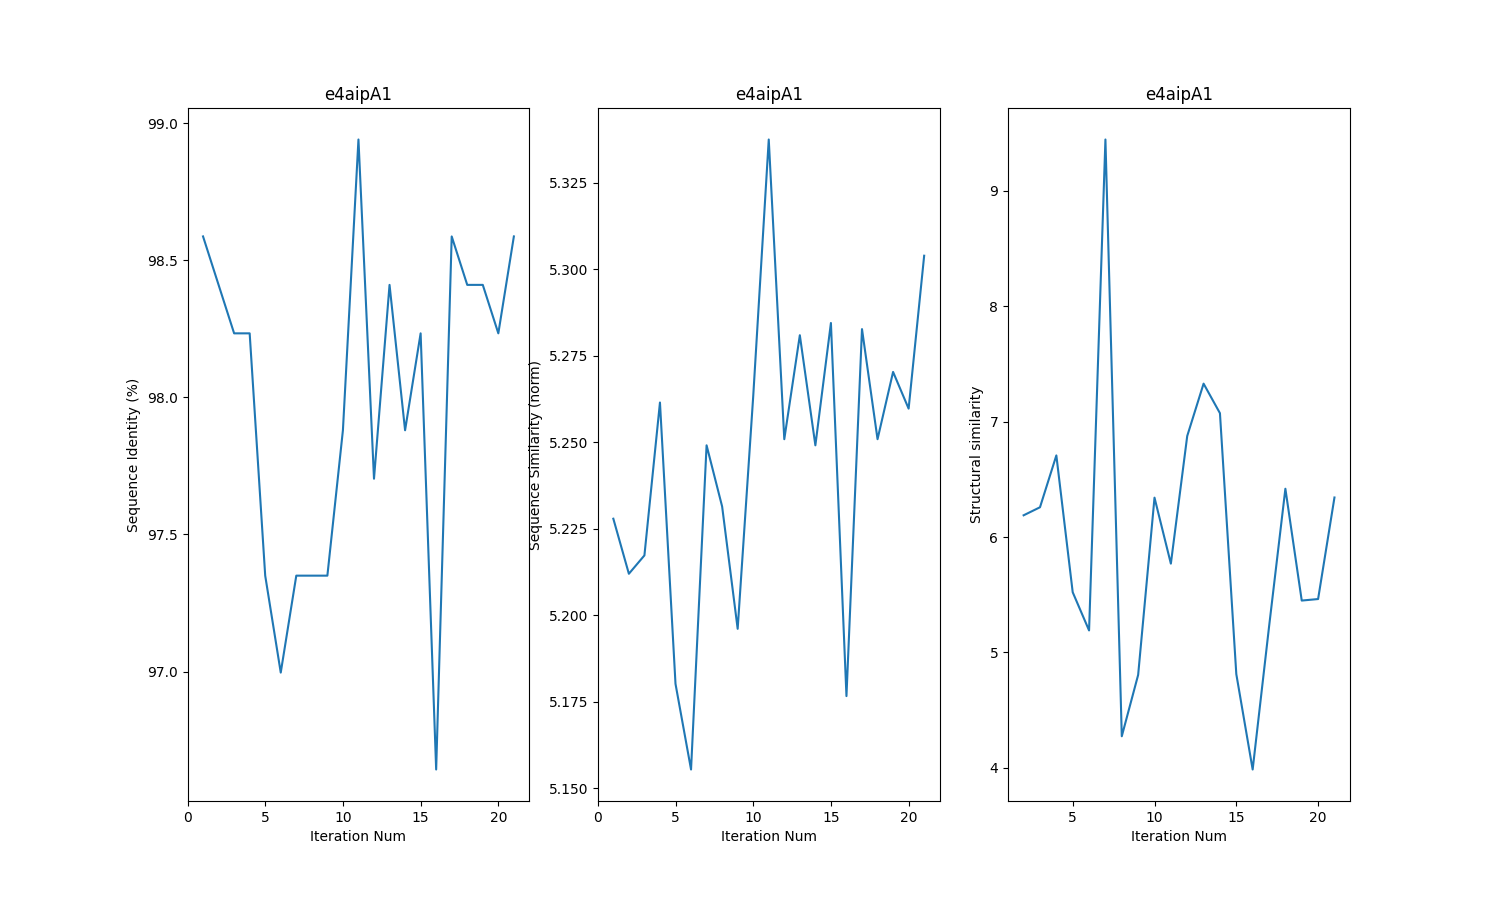 e4aipA1
99.0
98.5
98.0
97.5
97.0
Sequence Identity (%)
0 5 10 15 20
Iteration Num
e4aipA1
5.325
5.300
5.275
5.250
5.225
5.200
5.175
5.150
Sequence Similarity (norm)
0 5 10 15 20
Iteration Num
e4aipA1
9
8
7
6
5
4
Structural similarity
5 10 15 20
Iteration Num